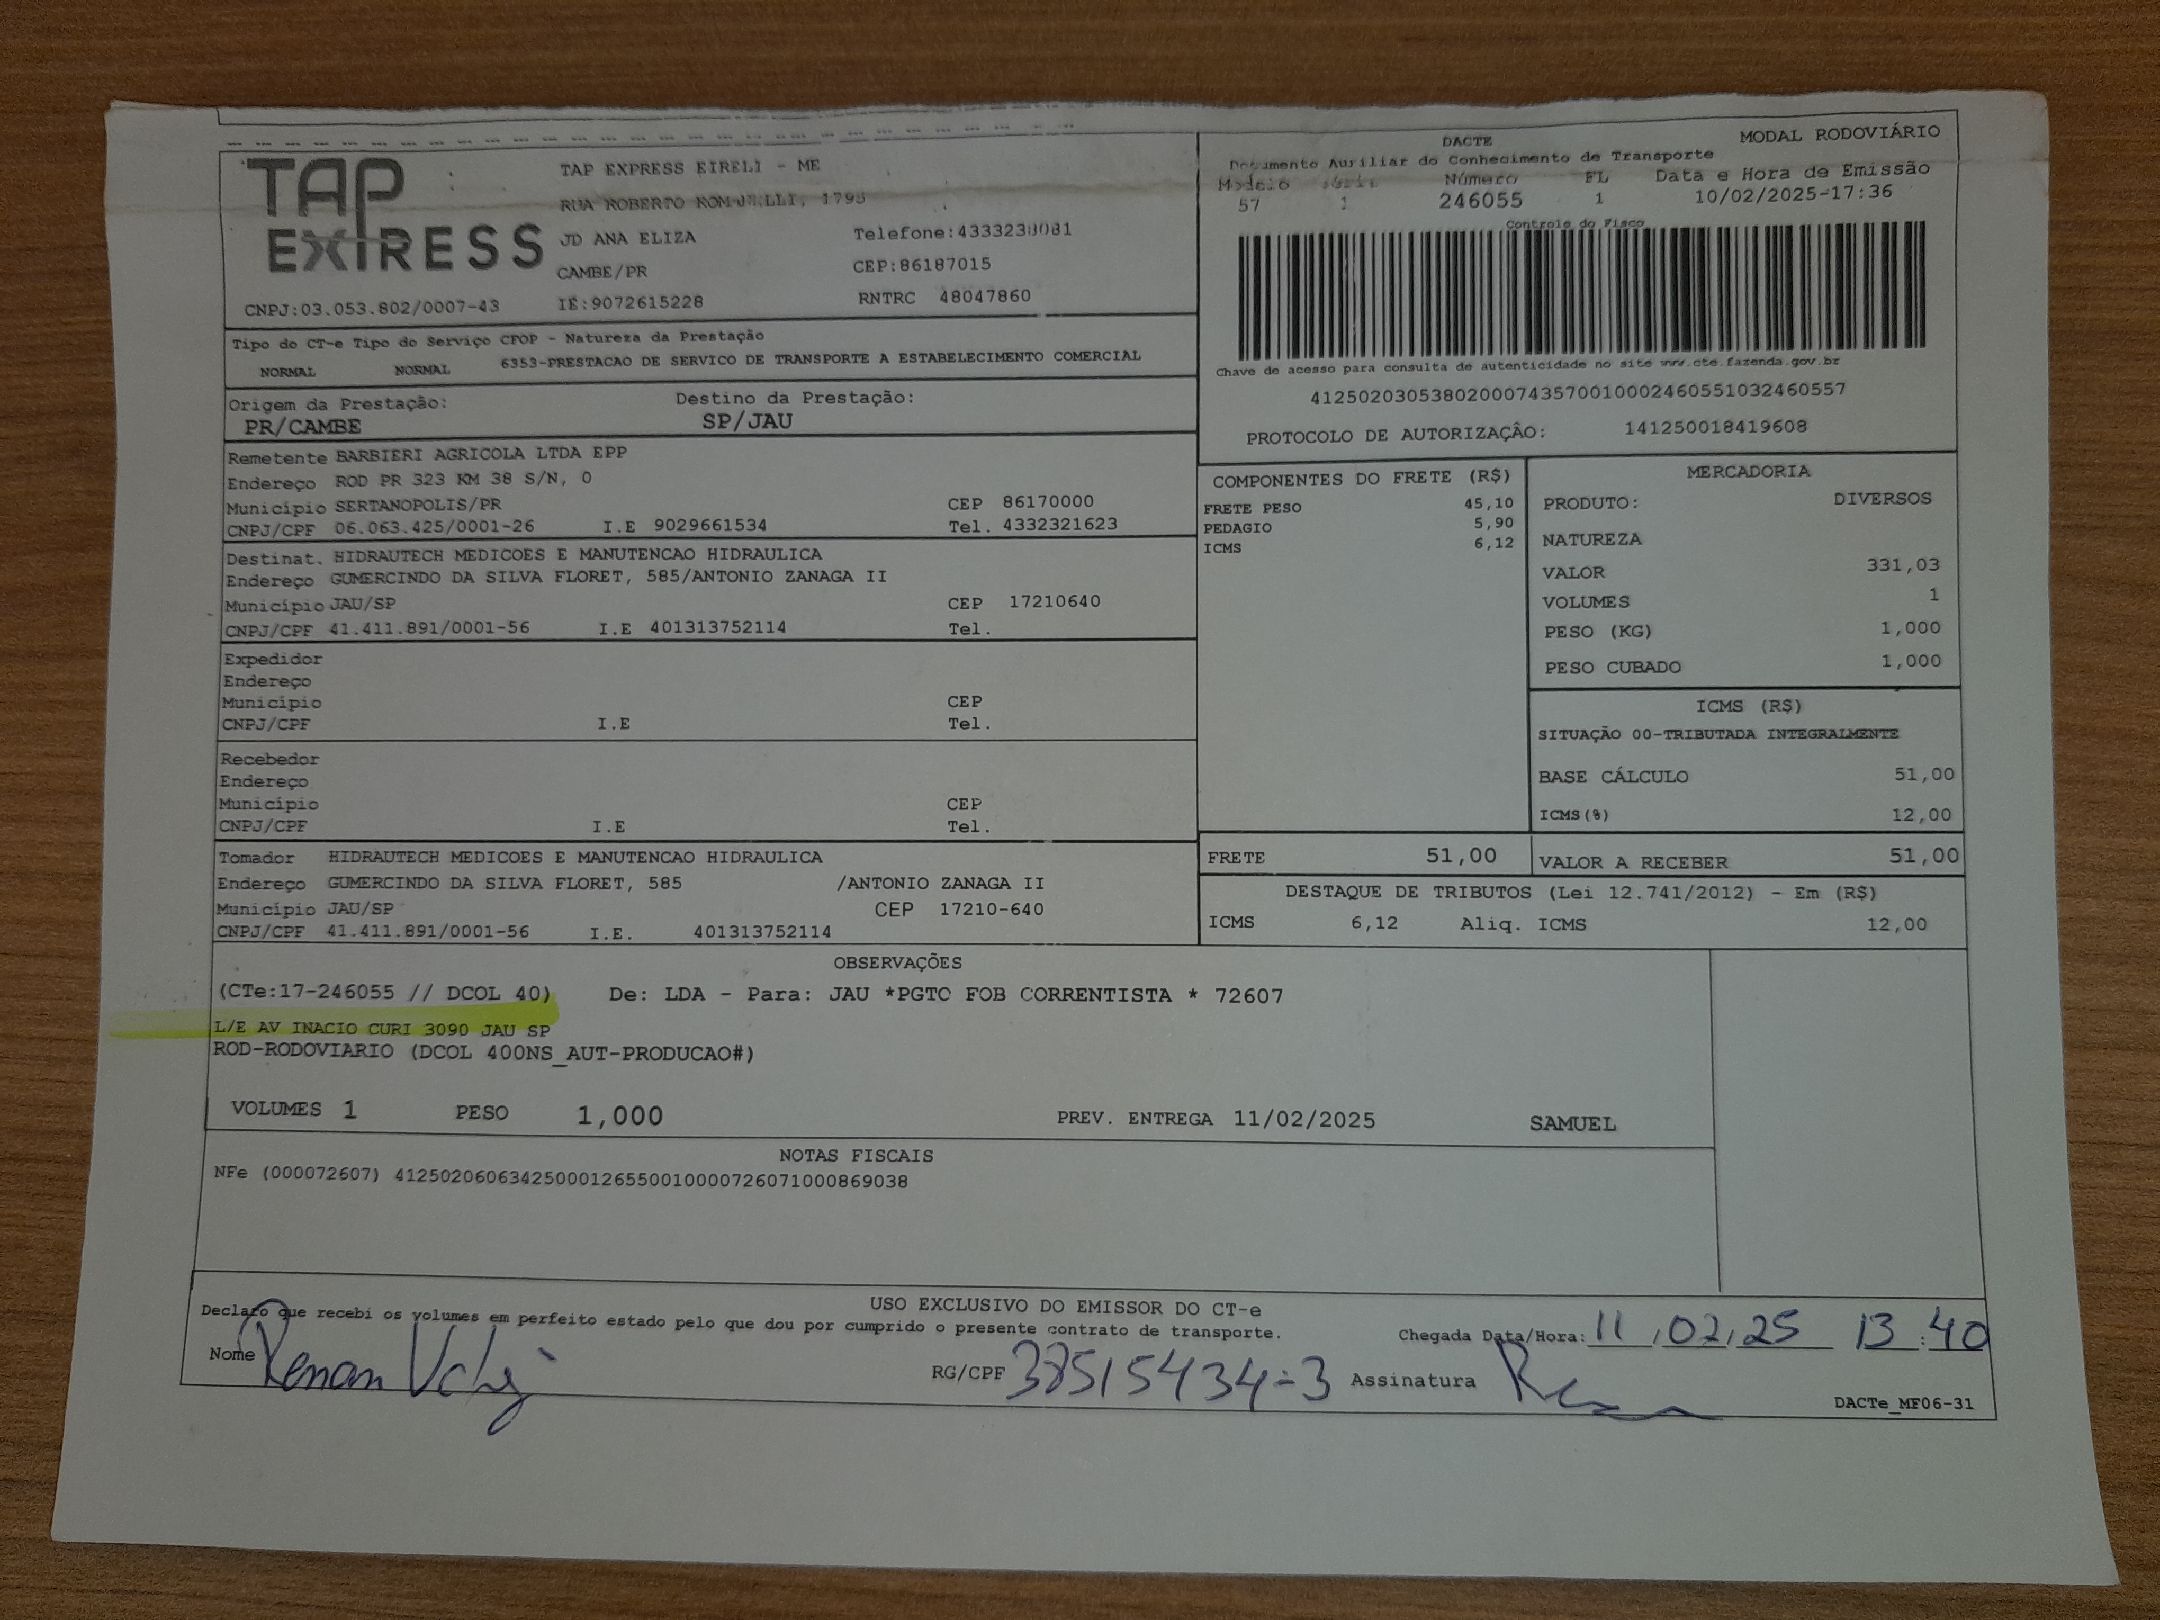 TAP
EXPRESS
TAP EXPRESS EIRELI - ME
RUA ROBERTO 1795
JD ANA ELIZA Telefone:4333238081
CAMBE/PR CEP:86187015
CNPJ:03.053.802/0007-43 IE:9072615228 RNTRC 48047860
DACTE MODAL RODOVIÁRIO
Documento Auxiliar do Conhecimento de Transporte
Modelo Número FL Data e Hora de Emissão
57 1 246055 1 10/02/2025-17:36
Controle do Fisco
Chave de acesso para consulta de autenticidade no site www.cte.fazenda.gov.br
41250203053802000743570010002460551032460557
PROTOCOLO DE AUTORIZAÇÂO: 141250018419608
Tipo do CT-e Tipo do Serviço CFOP - Natureza da Prestação
NORMAL NORMAL 6353-PRESTACAO DE SERVICO DE TRANSPORTE A ESTABELECIMENTO COMERCIAL
Origem da Prestação: Destino da Prestação:
PR/CAMBE SP/JAU
Remetente BARBIERI AGRICOLA LTDA EPP
Endereço ROD PR 323 KM 38 S/N, 0
Município SERTANOPOLIS/PR CEP 86170000
CNPJ/CPF 06.063.425/0001-26 I.E 9029661534 Tel. 4332321623
Destinat. HIDRAUTECH MEDICOES E MANUTENCAO HIDRAULICA
Endereço GUMERCINDO DA SILVA FLORET, 585/ANTONIO ZANAGA II
Município JAU/SP CEP 17210640
CNPJ/CPF 41.411.891/0001-56 I.E 401313752114 Tel.
Expedidor
Endereço
Município CEP
CNPJ/CPF I.E Tel.
Recebedor
Endereço
Município CEP
CNPJ/CPF I.E Tel.
Tomador HIDRAUTECH MEDICOES E MANUTENCAO HIDRAULICA
Endereço GUMERCINDO DA SILVA FLORET, 585 /ANTONIO ZANAGA II
Município JAU/SP CEP 17210-640
CNPJ/CPF 41.411.891/0001-56 I.E. 401313752114
COMPONENTES DO FRETE (R$)
FRETE PESO 45,10
PEDAGIO 5,90
ICMS 6,12
MERCADORIA
PRODUTO: DIVERSOS
NATUREZA
VALOR 331,03
VOLUMES 1
PESO (KG) 1,000
PESO CUBADO 1,000
ICMS (R$)
SITUAÇÃO 00-TRIBUTADA INTEGRALMENTE
BASE CÁLCULO 51,00
ICMS(%) 12,00
FRETE 51,00 VALOR A RECEBER 51,00
DESTAQUE DE TRIBUTOS (Lei 12.741/2012) - Em (R$)
ICMS 6,12 Aliq. ICMS 12,00
OBSERVAÇÕES
(CTe:17-246055 // DCOL 40) De: LDA - Para: JAU *PGTO FOB CORRENTISTA * 72607
L/E AV INACIO CURI 3090 JAU SP
ROD-RODOVIARIO (DCOL 400NS_AUT-PRODUCAO#)
VOLUMES 1 PESO 1,000 PREV. ENTREGA 11/02/2025 SAMUEL
NOTAS FISCAIS
NFe (000072607) 41250206063425000126550010000726071000869038
USO EXCLUSIVO DO EMISSOR DO CT-e
Declaro que recebi os volumes em perfeito estado pelo que dou por cumprido o presente contrato de transporte.
Chegada Data/Hora: 11/02/25 13:40
Nome Renan RG/CPF 38515434-3 Assinatura
DACTe_MF06-31